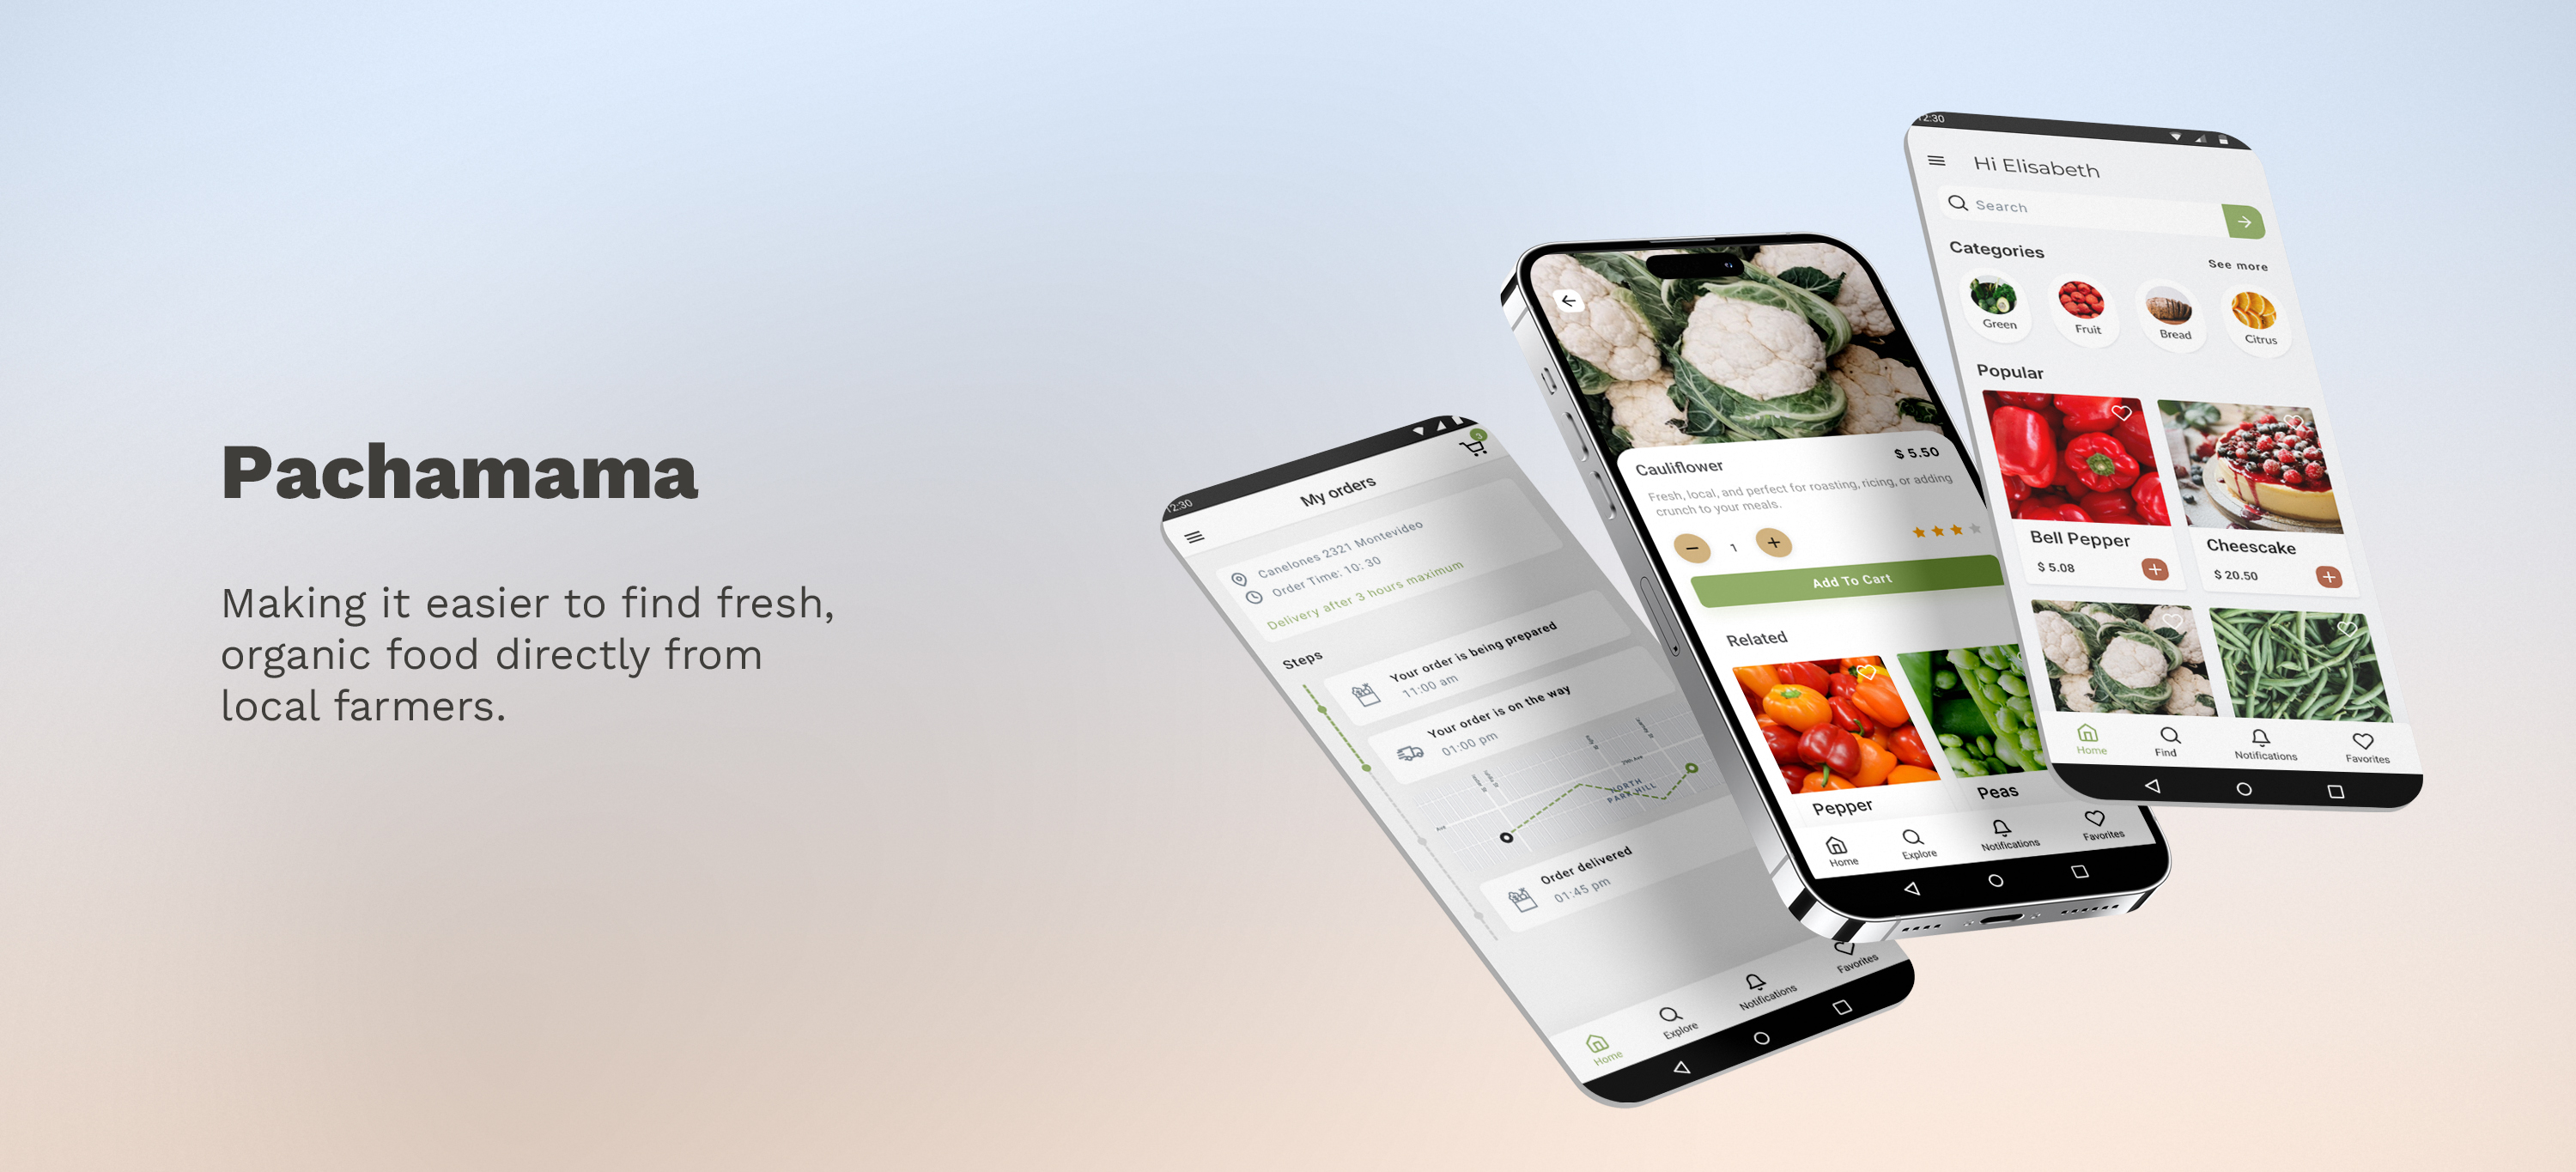 Pachamama
Making it easier to find fresh,
organic food directly from
local farmers.
12:30
My orders
Canelones 2321 Montevideo
Order Time: 10: 30
Delivery after 3 hours maximum
Steps
Your order is being prepared
11:00 am
Your order is on the way
01:00 pm
29th Ave
NORTH
PARK HILL
Ave
Order delivered
01:45 pm
Home
Explore
Notifications
Favorites
Cauliflower
$ 5.50
Fresh, local, and perfect for roasting, ricing, or adding
crunch to your meals.
1
Add To Cart
Related
Pepper
Peas
Home
Explore
Notifications
Favorites
12:30
Hi Elisabeth
Search
Categories
See more
Green
Fruit
Bread
Citrus
Popular
Bell Pepper
$ 5.08
Cheescake
$ 20.50
Home
Find
Notifications
Favorites